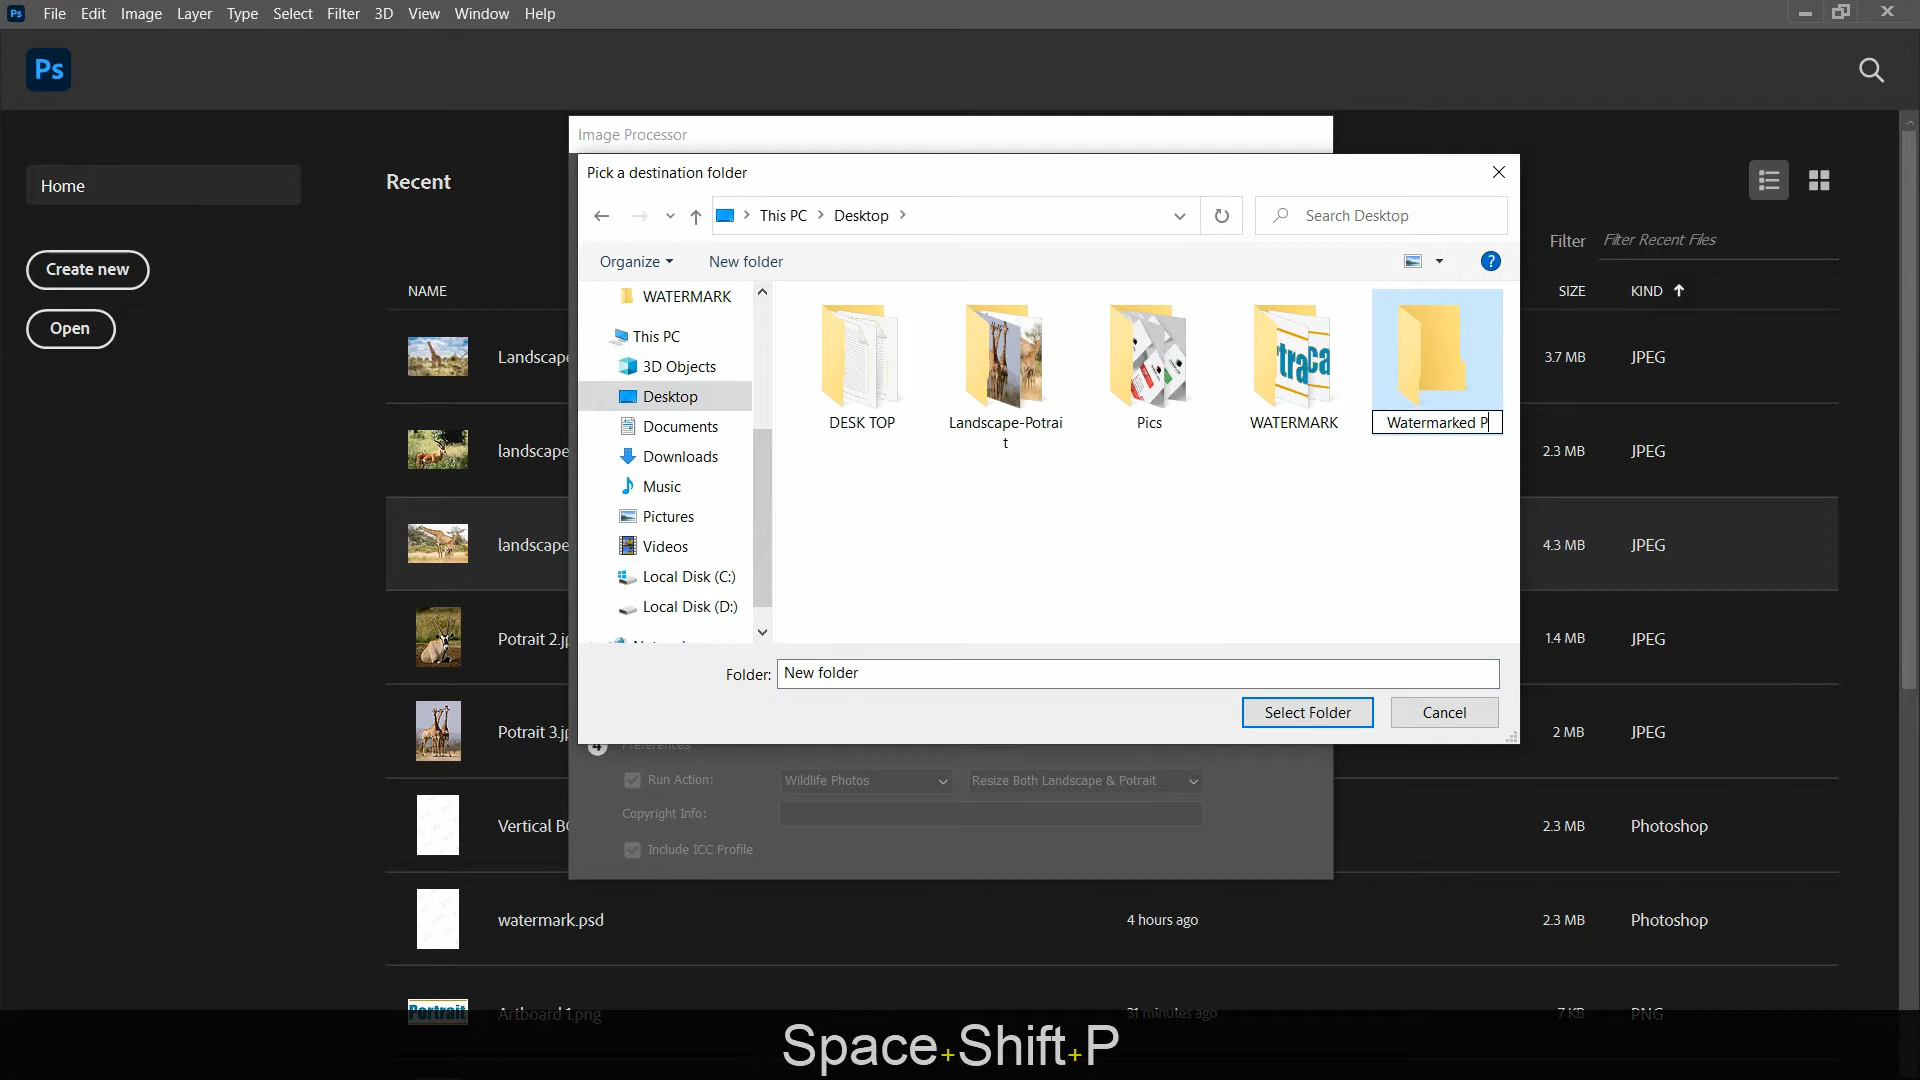 Ps File Edit Image Layer Type Select Filter 3D View Window Help
Ps
Image Processor
Pick a destination folder
Home
Recent
This PC Desktop
Search Desktop
Filter Filter Recent Files
Create new
Organize New folder
?
NAME
SIZE KIND
WATERMARK
This PC
3D Objects
Desktop
Documents
Downloads
Music
Pictures
Videos
Local Disk (C:)
Local Disk (D:)
DESK TOP
Landscape-Potrai
t
Pics
WATERMARK
Watermarked P
Open
Landscape 3.7 MB JPEG
landscape 2.3 MB JPEG
landscape 4.3 MB JPEG
Potrait 2.jp 1.4 MB JPEG
Folder: New folder
Select Folder Cancel
Potrait 3.jp 2 MB JPEG
4 Preferences
Run Action: Wildlife Photos Resize Both Landscape & Potrait
Copyright Info:
Include ICC Profile
Vertical BO 2.3 MB Photoshop
watermark.psd 4 hours ago 2.3 MB Photoshop
Portrait
Artboard 1.png 31 minutes ago 7 KB PNG
Space+Shift+P